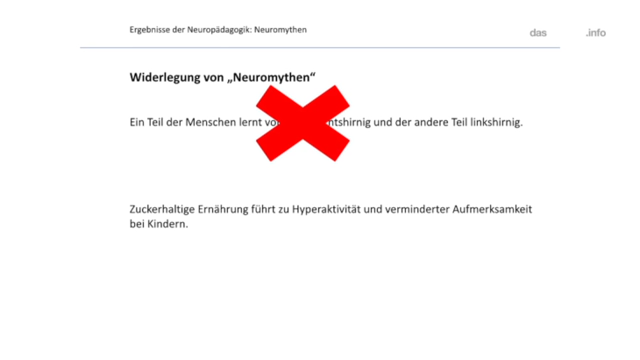 Ergebnisse der Neuropädagogik: Neuromythen
das .info
Widerlegung von „Neuromythen“
Ein Teil der Menschen lernt htshirnig und der andere Teil linkshirnig.
Zuckerhaltige Ernährung führt zu Hyperaktivität und verminderter Aufmerksamkeit
bei Kindern.